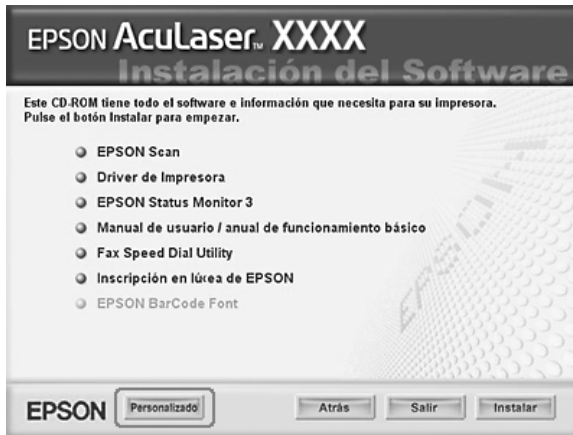 EPSON AcuLaser™ XXXX
Instalación del Software
Este CD-ROM tiene todo el software e información que necesita para su impresora.
Pulse el botón Instalar para empezar.
EPSON Scan
Driver de Impresora
EPSON Status Monitor 3
Manual de usuario / anual de funcionamiento básico
Fax Speed Dial Utility
Inscripción en de EPSON
EPSON BarCode Font
EPSON
EPSON Personalizado Atrás Salir Instalar